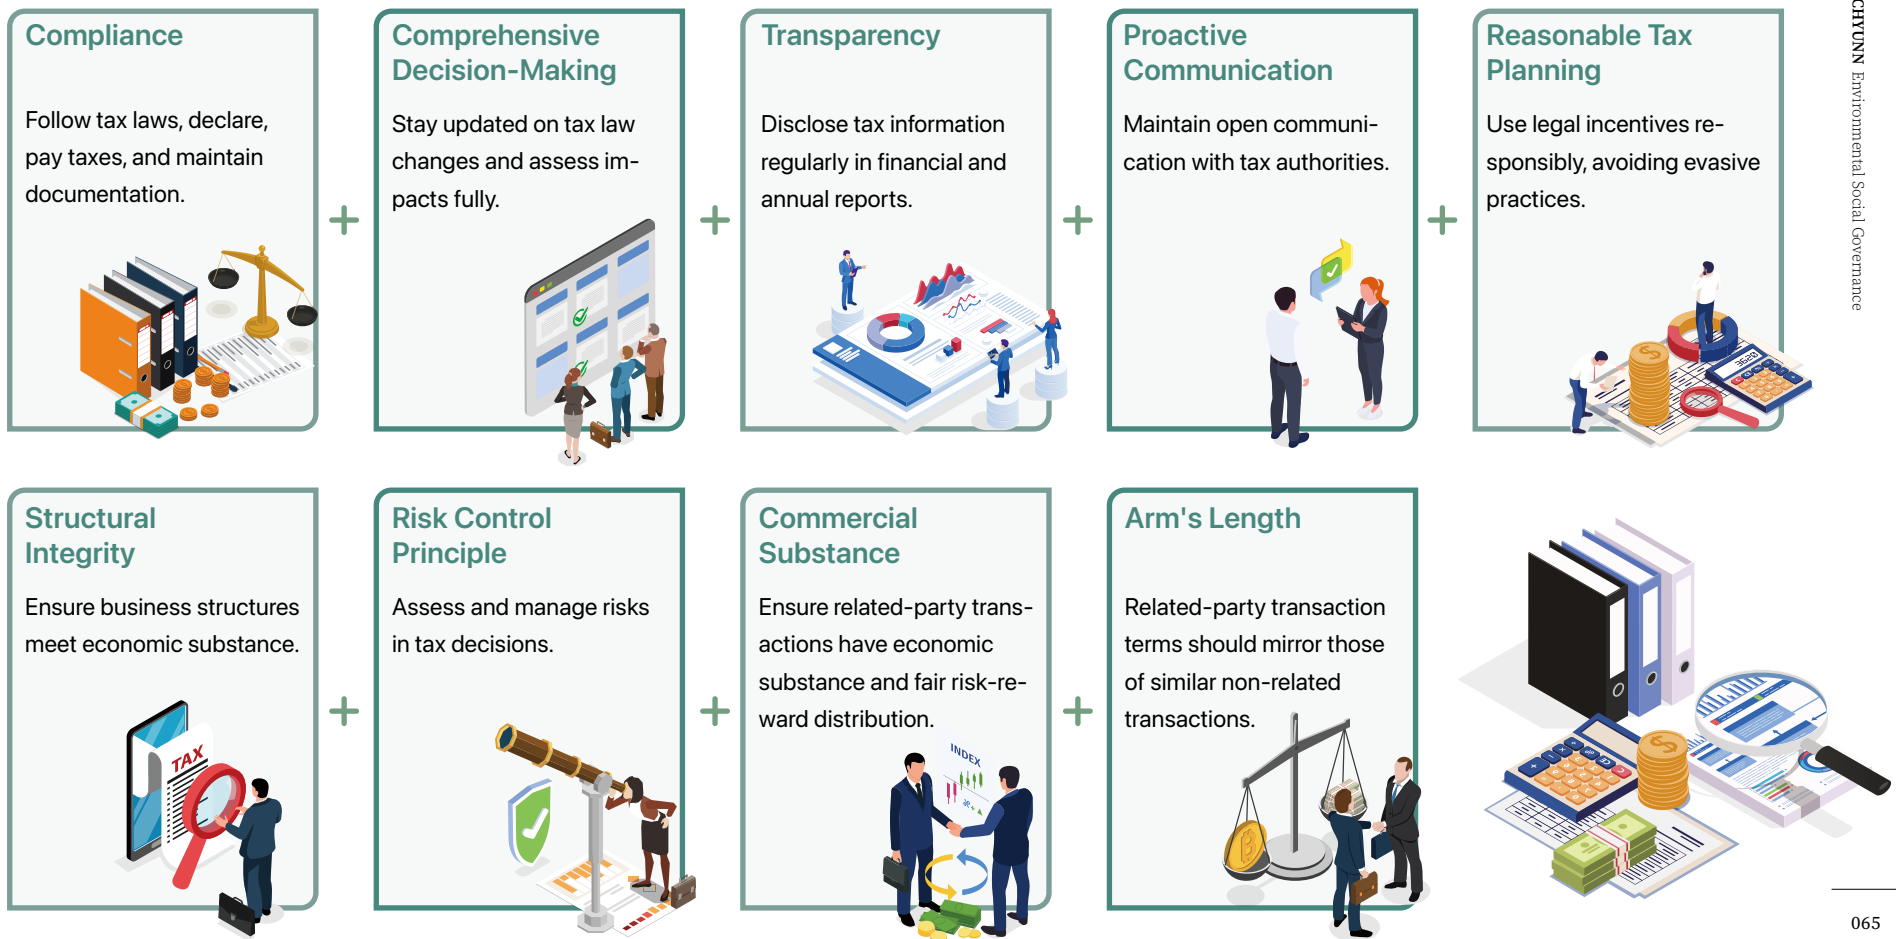 Compliance
Follow tax laws, declare,
pay taxes, and maintain
documentation.
Comprehensive
Decision-Making
Stay updated on tax law
changes and assess im-
pacts fully.
Transparency
Disclose tax information
regularly in financial and
annual reports.
Proactive
Communication
Maintain open communi-
cation with tax authorities.
Reasonable Tax
Planning
Use legal incentives re-
sponsibly, avoiding evasive
practices.
Structural
Integrity
Ensure business structures
meet economic substance.
TAX
Risk Control
Principle
Assess and manage risks
in tax decisions.
Commercial
Substance
Ensure related-party trans-
actions have economic
substance and fair risk-re-
ward distribution.
INDEX
Arm's Length
Related-party transaction
terms should mirror those
of similar non-related
transactions.
CHYUNN Environmental Social Governance
065